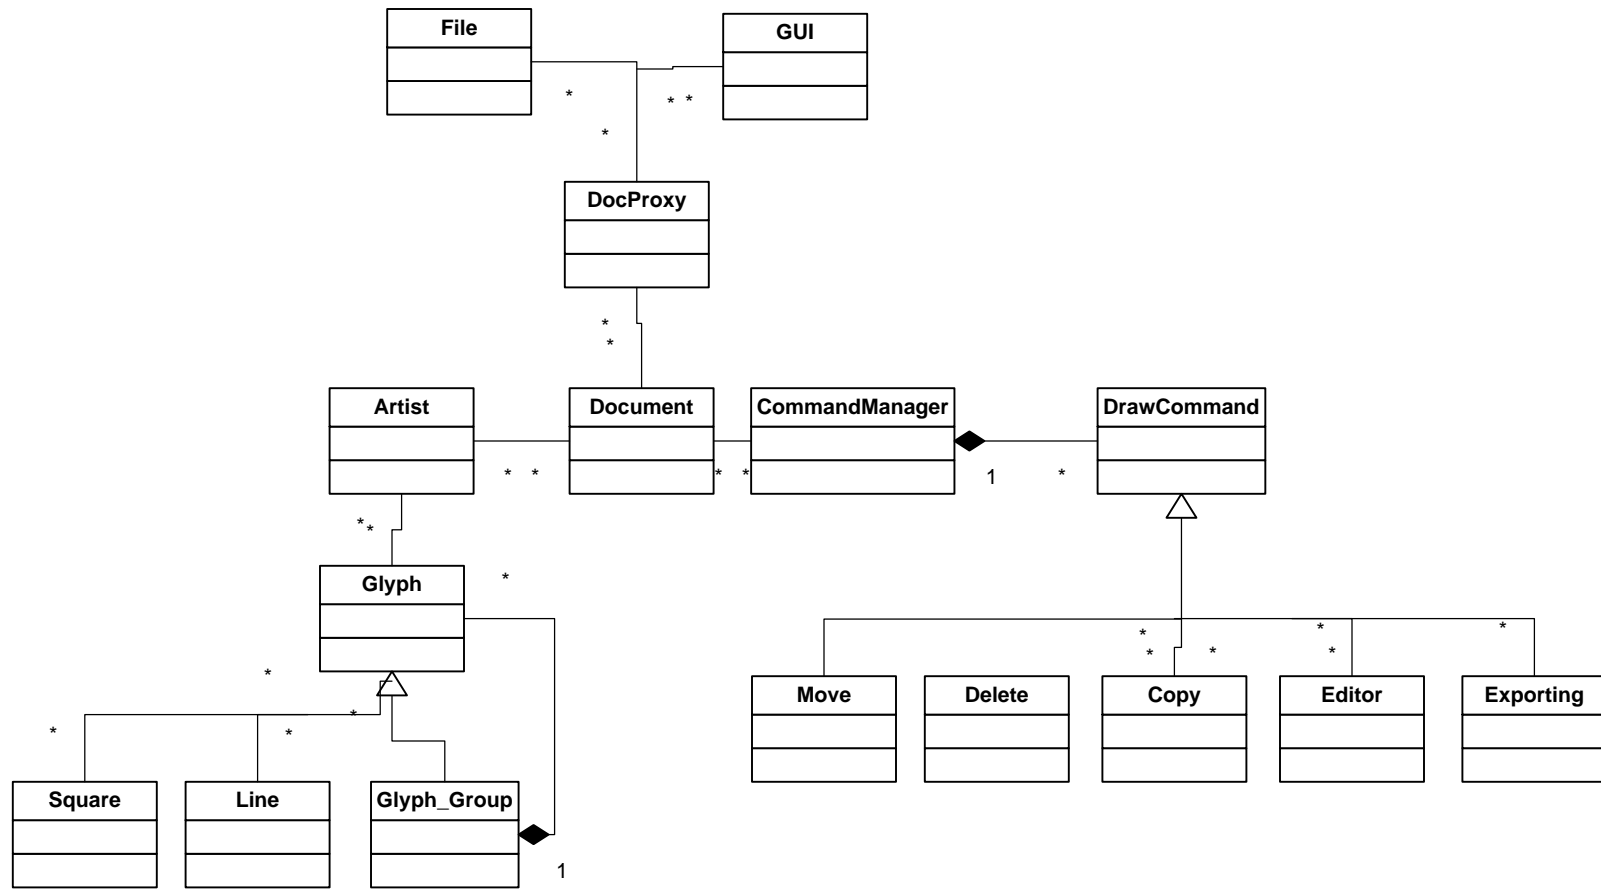 File
GUI
*
* *
*
DocProxy
*
*
Artist
Document
CommandManager
DrawCommand
* *
* *
1
*
*
*
Glyph
*
*
*
*
*
*
*
*
*
*
*
*
Move
Delete
Copy
Editor
Exporting
Square
Line
Glyph_Group
1